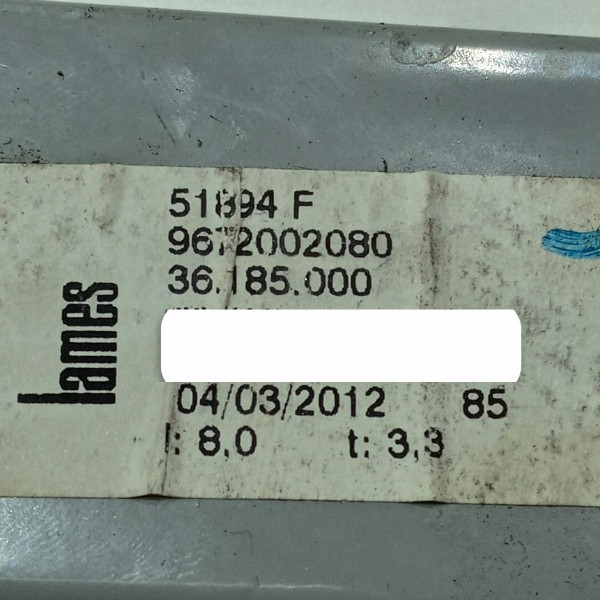 51894 F
9672002080
36.185.000
04/03/2012 85
I: 8,0 t: 3,3
lames